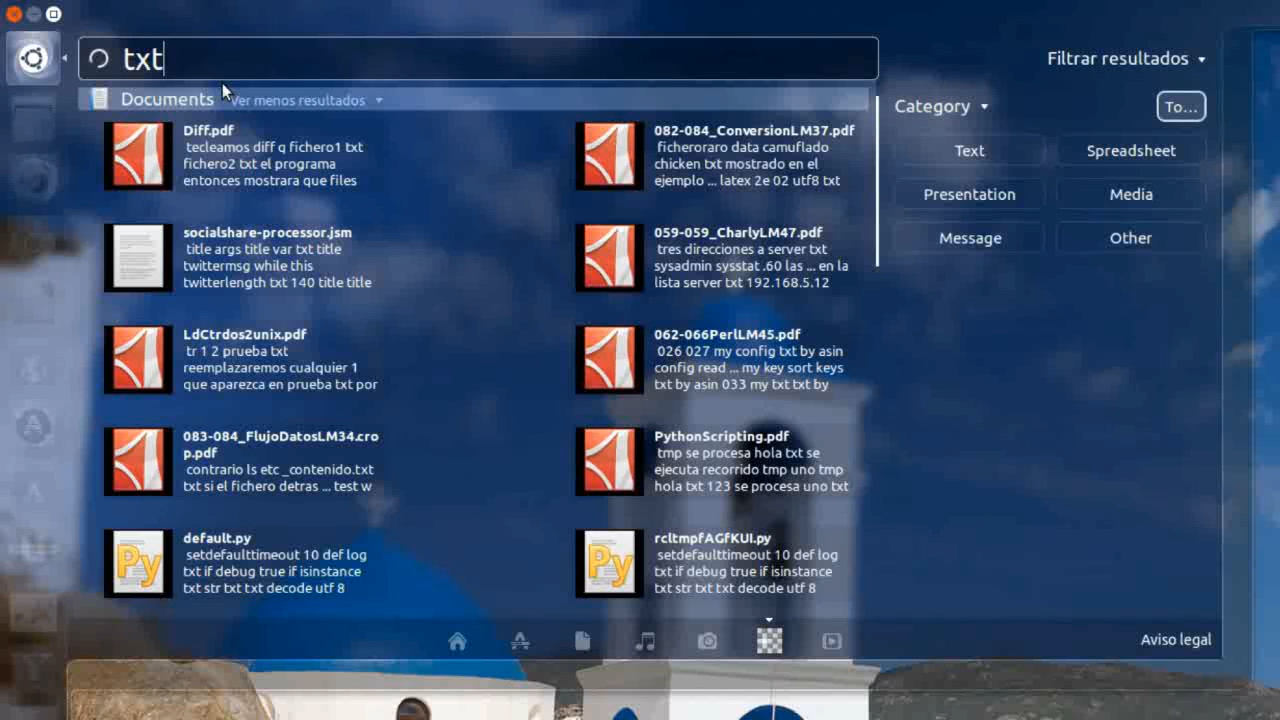 txt
Filtrar resultados
Documents Ver menos resultados
Category
To...
Text
Spreadsheet
Presentation
Media
Message
Other
Diff.pdf
tecleamos diff q fichero1 txt
fichero2 txt el programa
entonces mostrara que files
082-084_ConversionLM37.pdf
ficheroraro data camuflado
chicken txt mostrado en el
ejemplo ... latex 2e 02 utf8 txt
socialshare-processor.jsm
title args title var txt title
twittermsg while this
twitterlength txt 140 title title
059-059_CharlyLM47.pdf
tres direcciones a server txt
sysadmin sysstat .60 las ... en la
lista server txt 192.168.5.12
LdCtrdos2unix.pdf
tr 1 2 prueba txt
reemplazaremos cualquier 1
que aparezca en prueba txt por
062-066PerlLM45.pdf
026 027 my config txt by asin
config read ... my key sort keys
txt by asin 033 my txt txt by
083-084_FlujoDatosLM34.cro
p.pdf
contrario ls etc _contenido.txt
txt si el fichero detras ... test w
PythonScripting.pdf
tmp se procesa hola txt se
ejecuta recorrido tmp uno tmp
hola txt 123 se procesa uno txt
default.py
setdefaulttimeout 10 def log
txt if debug true if isinstance
txt str txt txt decode utf 8
rcltmpfAGfKUI.py
setdefaulttimeout 10 def log
txt if debug true if isinstance
txt str txt txt decode utf 8
Py
Py
Aviso legal